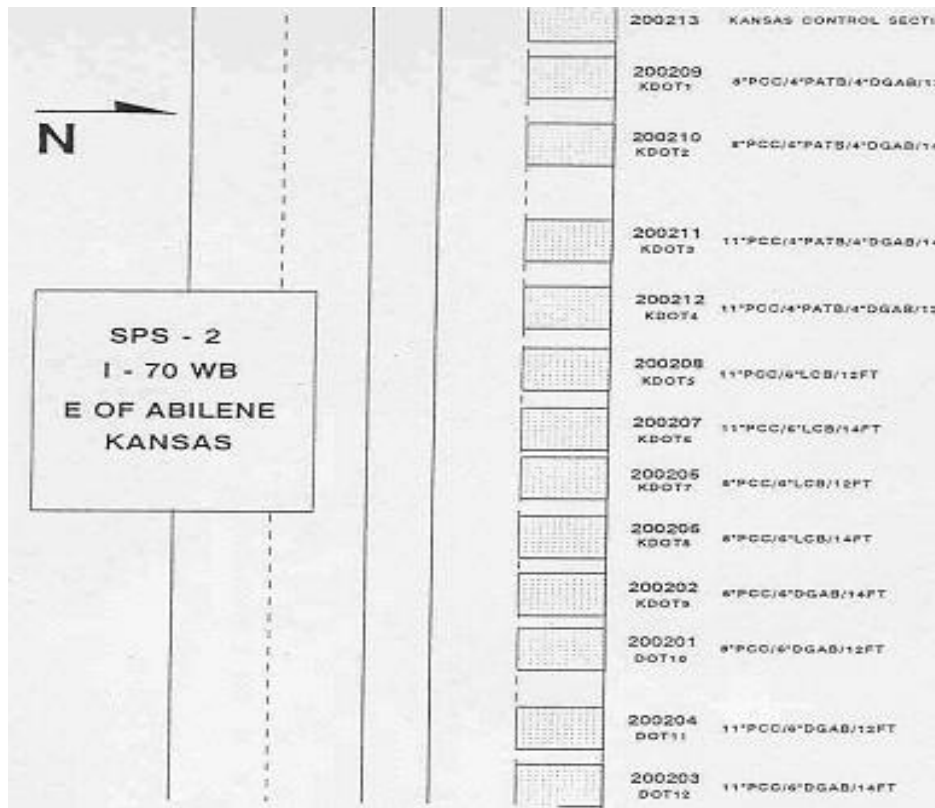 N
SPS - 2
I - 70 WB
E OF ABILENE
KANSAS
200213 KANSAS CONTROL SECTI
200209 8"PCC/4"PATB/4"DGAB/12
KDOT1
200210 8"PCC/4"PATB/4"DGAB/14
KDOT2
200211 11"PCC/4"PATB/4"DGAB/14
KDOT3
200212 11"PCC/4"PATB/4"DGAB/12
KDOT4
200208 11"PCC/6"LCB/12FT
KDOT5
200207 11"PCC/6"LCB/14FT
KDOT6
200205 8"PCC/6"LCB/12FT
KDOT7
200206 8"PCC/6"LCB/14FT
KDOT8
200202 8"PCC/6"DGAB/14FT
KDOT9
200201 8"PCC/6"DGAB/12FT
DOT10
200204 11"PCC/6"DGAB/12FT
DOT11
200203 11"PCC/6"DGAB/14FT
DOT12